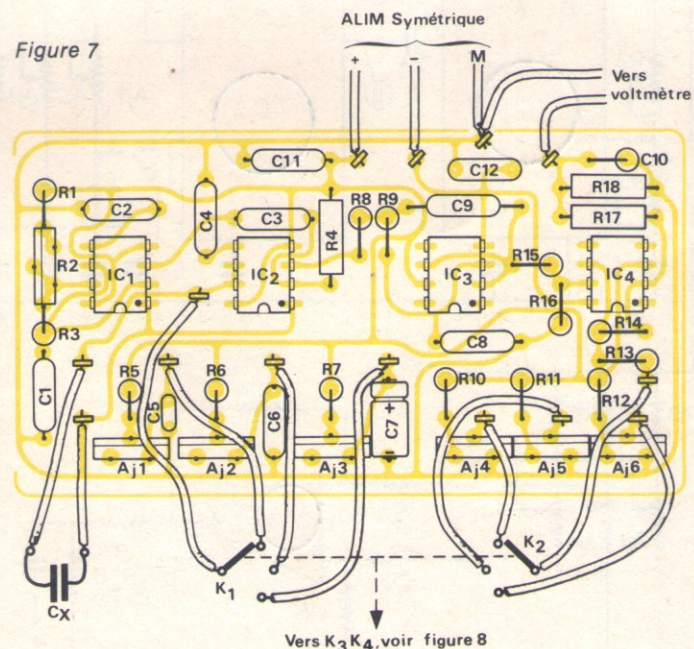 Figure 7
ALIM Symétrique
+ − M
Vers
voltmètre
R1
C2
C4
C11
C3
R4
R8 R9
C9
C12
C10
R18
R17
R2
IC1
IC2
IC3
R15
IC4
R16
R3
C8
R14
R13
C1
R5
C5
R6
C6
R7
+
C7
R10
R11
R12
Aj1
Aj2
Aj3
Aj4
Aj5
Aj6
K1
K2
CX
Vers K3K4, voir figure 8